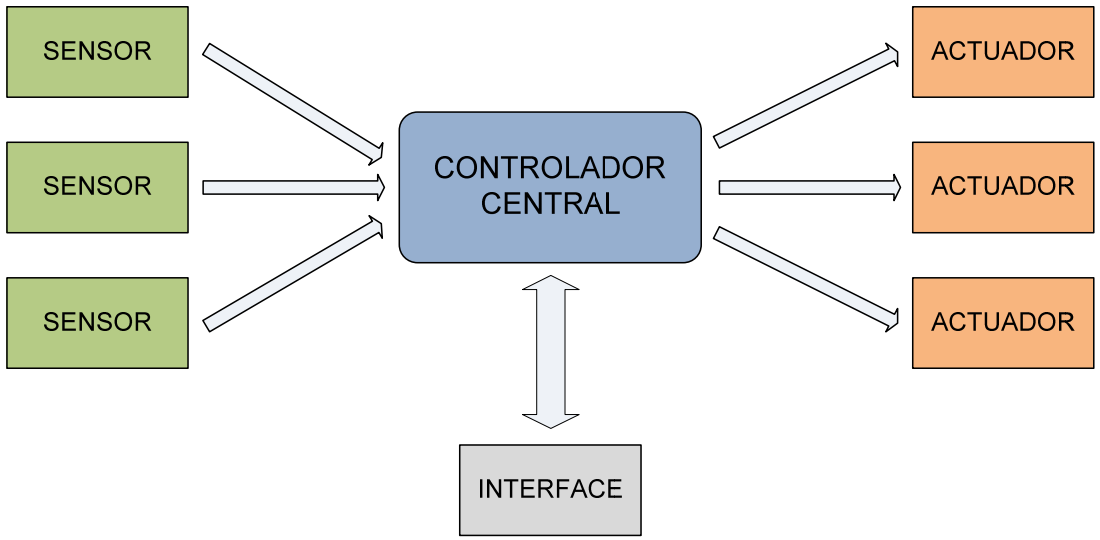 SENSOR
SENSOR
SENSOR
CONTROLADOR
CENTRAL
INTERFACE
ACTUADOR
ACTUADOR
ACTUADOR